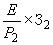 E/P₂ × 3₂